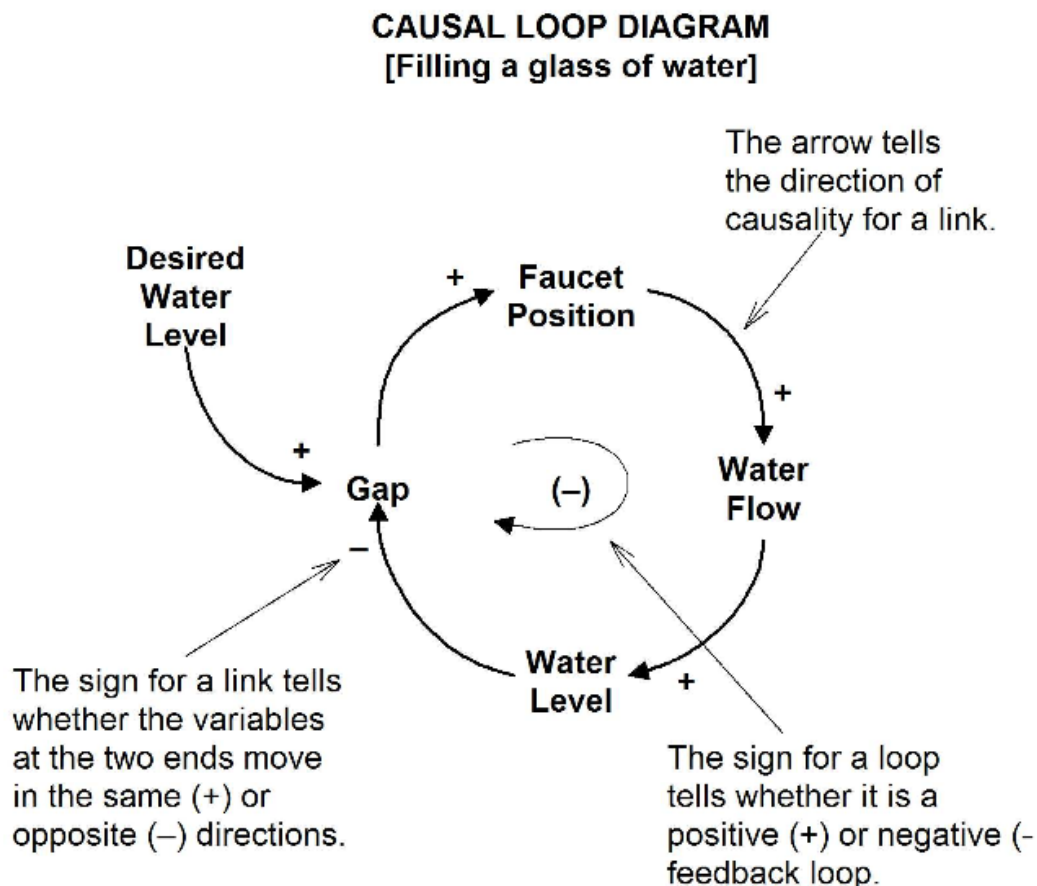 CAUSAL LOOP DIAGRAM
[Filling a glass of water]
The arrow tells
the direction of
causality for a link.
Desired
Water
Level
+
Faucet
Position
+
+
Gap
(–)
Water
Flow
–
Water
Level
+
The sign for a link tells
whether the variables
at the two ends move
in the same (+) or
opposite (–) directions.
The sign for a loop
tells whether it is a
positive (+) or negative (-
feedback loop.